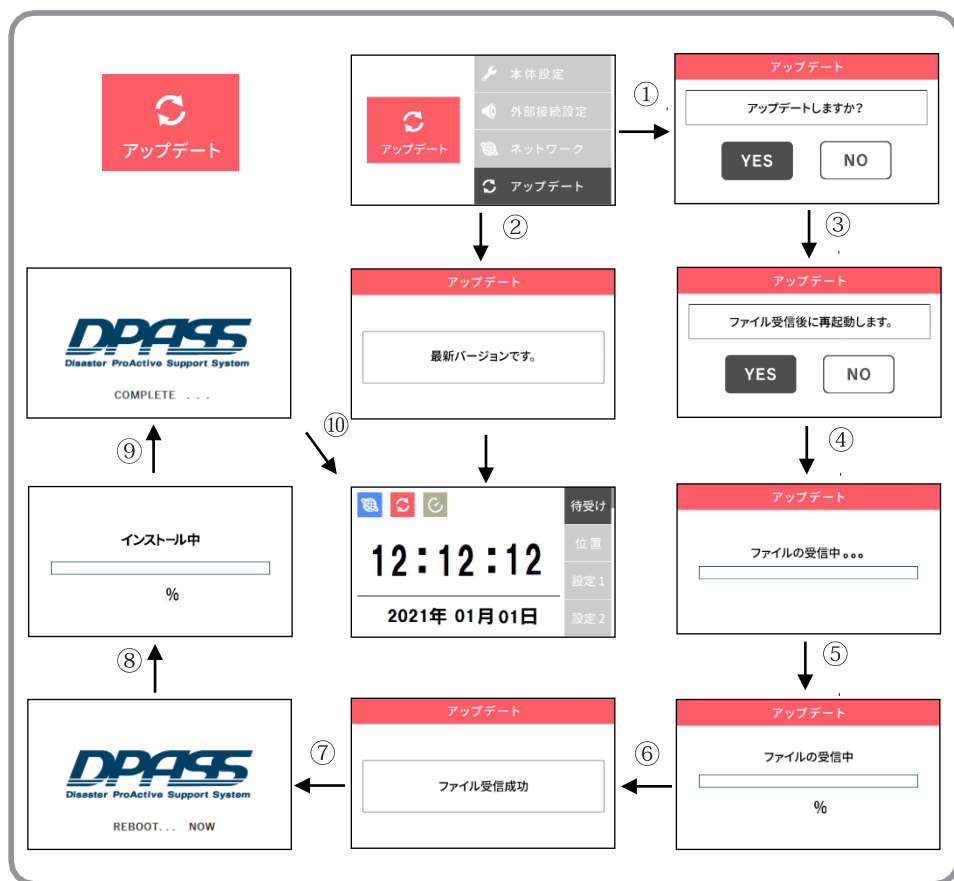 アップデート
アップデート
本体設定
外部接続設定
ネットワーク
アップデート
①
アップデート
アップデートしますか?
YES
NO
②
③
アップデート
最新バージョンです。
アップデート
ファイル受信後に再起動します。
YES
NO
DPASS
Disaster ProActive Support System
COMPLETE ...
⑩
④
⑨
12:12:12
2021年 01月01日
待受け
位置
設定1
設定2
アップデート
ファイルの受信中。。。
インストール中
%
⑧
⑤
DPASS
Disaster ProActive Support System
REBOOT... NOW
⑦
アップデート
ファイル受信成功
⑥
アップデート
ファイルの受信中
%